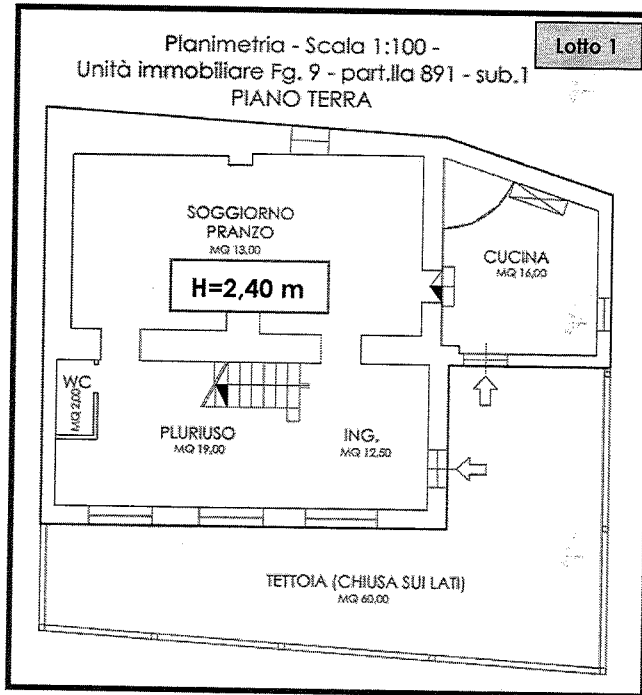 Planimetria - Scala 1:100 -
Lotto 1
Unità immobiliare Fg. 9 - part.lla 891 - sub.1
PIANO TERRA
SOGGIORNO
PRANZO
MQ 13,00
H=2,40 m
CUCINA
MQ 16,00
WC
MQ 2,00
PLURIUSO
MQ 19,00
ING.
MQ 12,50
TETTOIA (CHIUSA SUI LATI)
MQ 60,00